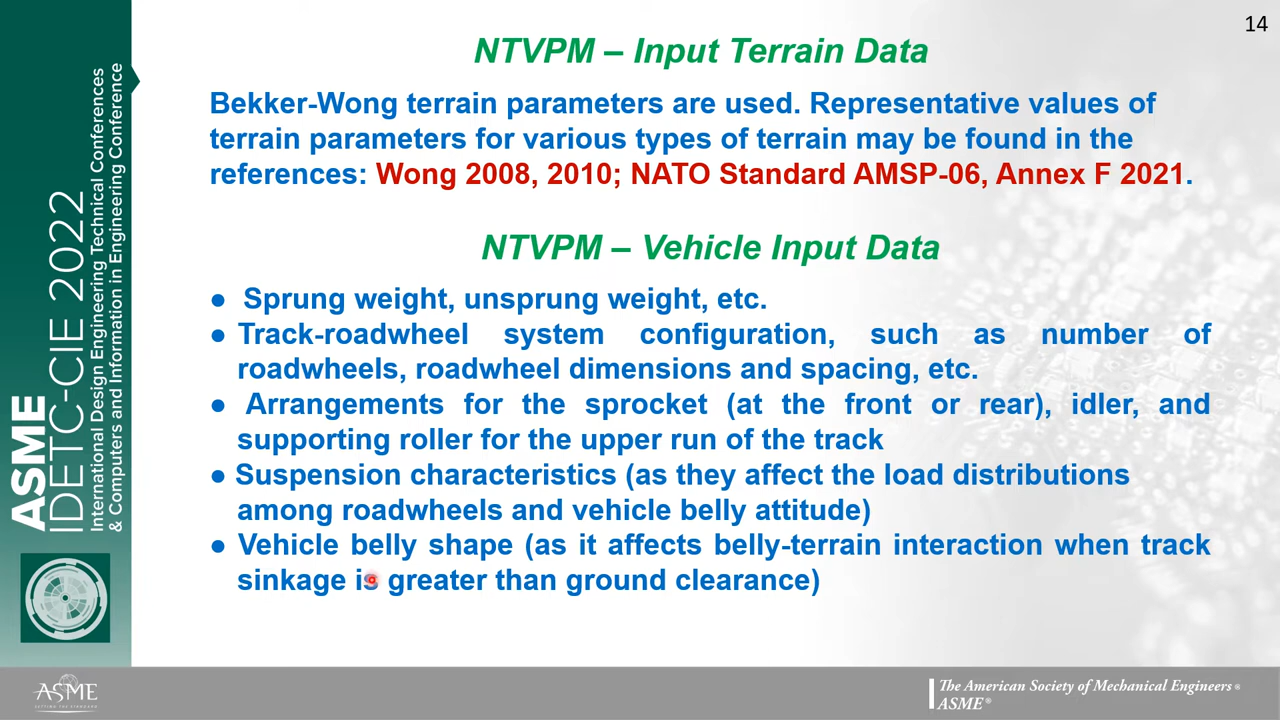 14
NTVPM – Input Terrain Data
Bekker-Wong terrain parameters are used. Representative values of
terrain parameters for various types of terrain may be found in the
references: Wong 2008, 2010; NATO Standard AMSP-06, Annex F 2021.
NTVPM – Vehicle Input Data
● Sprung weight, unsprung weight, etc.
● Track-roadwheel system configuration, such as number of
roadwheels, roadwheel dimensions and spacing, etc.
● Arrangements for the sprocket (at the front or rear), idler, and
supporting roller for the upper run of the track
● Suspension characteristics (as they affect the load distributions
among roadwheels and vehicle belly attitude)
● Vehicle belly shape (as it affects belly-terrain interaction when track
sinkage is greater than ground clearance)
ASME
IDETC-CIE 2022
International Design Engineering Technical Conferences
& Computers and Information in Engineering Conference
ASME
SETTING THE STANDARD
The American Society of Mechanical Engineers ®
ASME ®